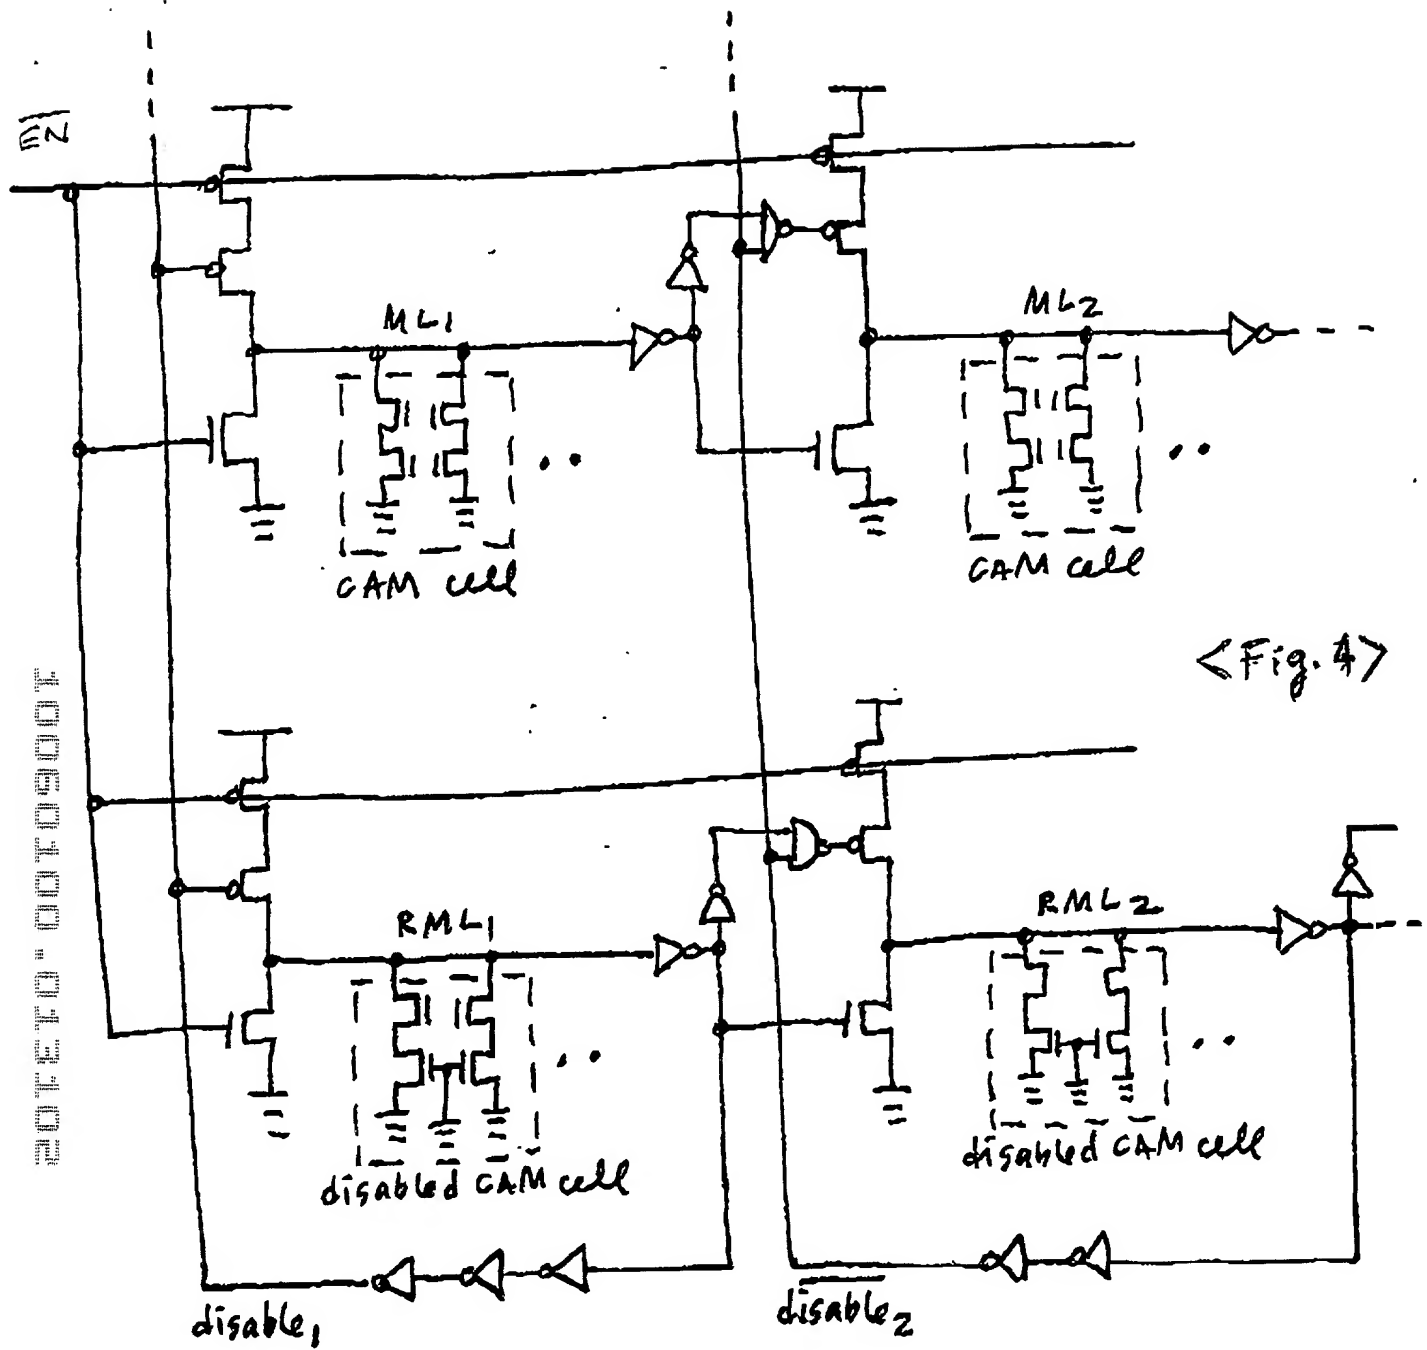 EN
ML1
ML2
CAM cell
CAM cell
<Fig. 4>
RML1
RML2
disabled CAM cell
disabled CAM cell
disable1
disable2